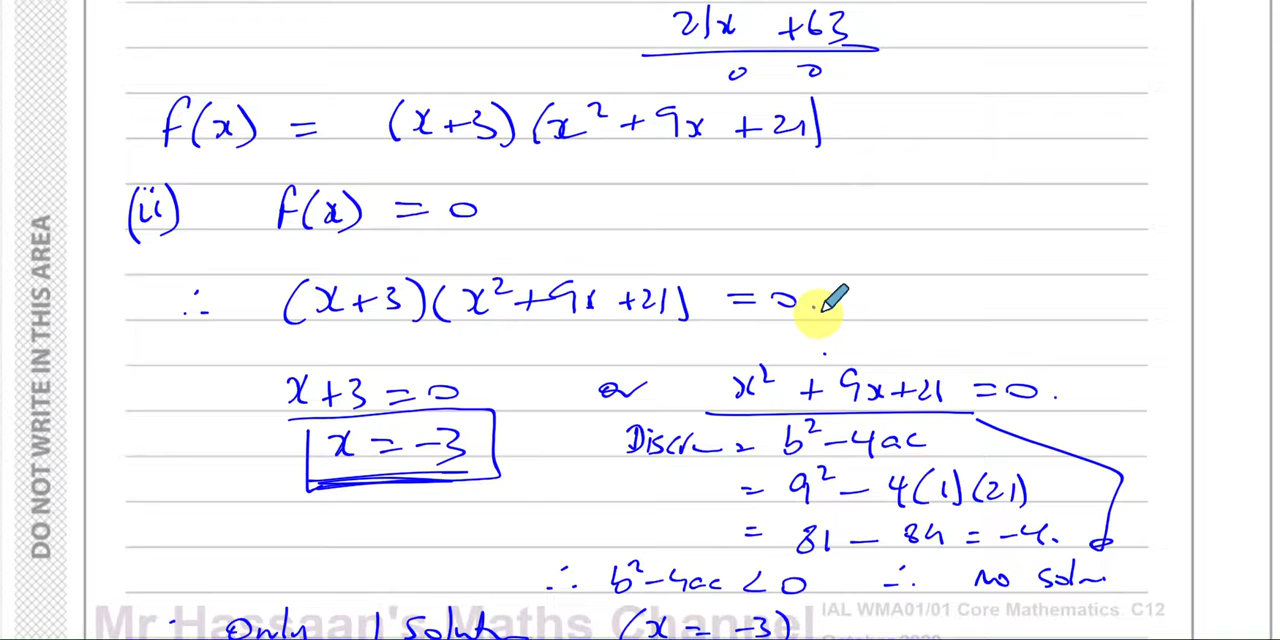 21x +63
0 0
f(x) = (x+3)(x² + 9x + 21)
(ii) f(x) = 0
∴ (x+3)(x²+9x+21) = 0.
x+3 = 0 or x² + 9x+21 = 0.
x = -3 Discr = b² - 4ac
= 9² - 4(1)(21)
= 81 - 84 = -4.
∴ b² - 4ac < 0 ∴ no soln
∴ Only 1 Solution (x = -3)
DO NOT WRITE IN THIS AREA
Mr Hassaan's Maths Channel
IAL WMA01/01 Core Mathematics C12
October 2020